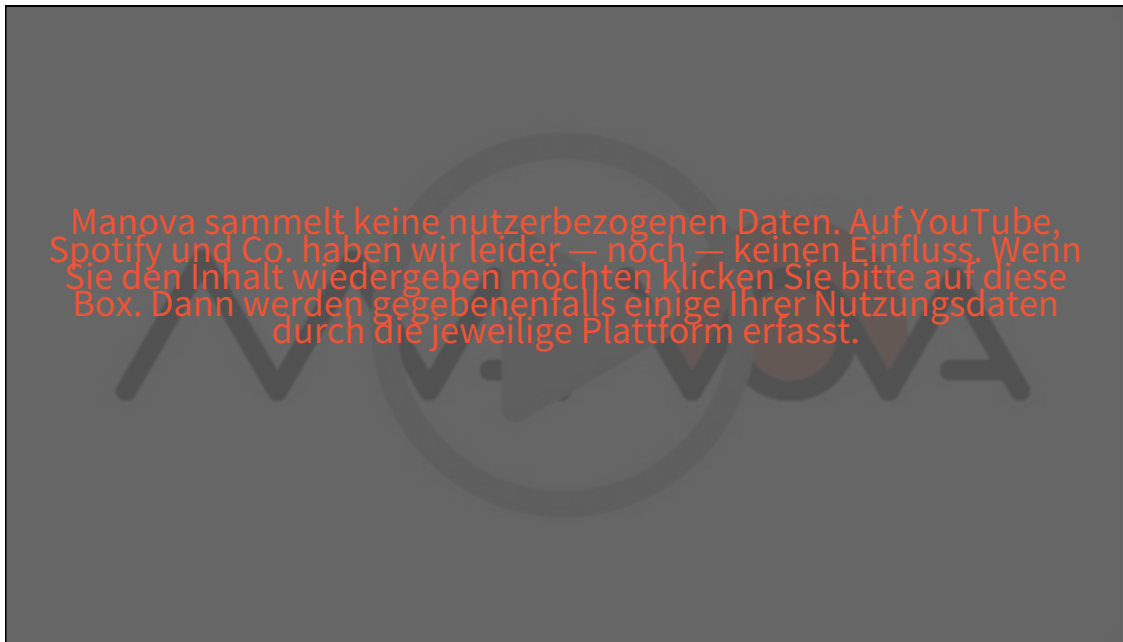 Manova sammelt keine nutzerbezogenen Daten. Auf YouTube,
Spotify und Co. haben wir leider — noch — keinen Einfluss. Wenn
Sie den Inhalt wiedergeben möchten klicken Sie bitte auf diese
Box. Dann werden gegebenenfalls einige Ihrer Nutzungsdaten
durch die jeweilige Plattform erfasst.
MANOVA